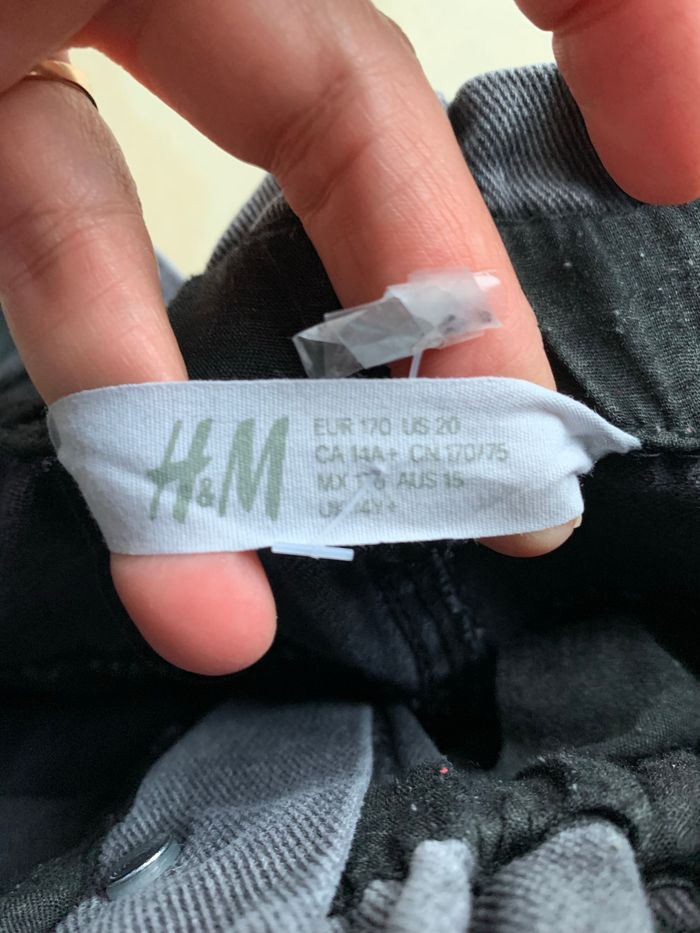 H&M
EUR 170 US 20
CA 14A+ CN 170/75
MX AUS 15